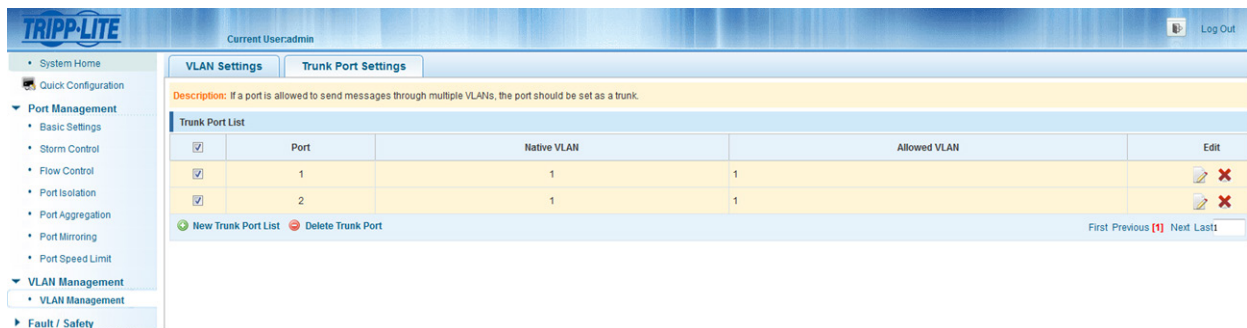 TRIPP·LITE
Current User:admin
Log Out
System Home
Quick Configuration
Port Management
Basic Settings
Storm Control
Flow Control
Port Isolation
Port Aggregation
Port Mirroring
Port Speed Limit
VLAN Management
VLAN Management
Fault / Safety
VLAN Settings Trunk Port Settings
Description: If a port is allowed to send messages through multiple VLANs, the port should be set as a trunk.
Trunk Port List
Port Native VLAN Allowed VLAN Edit
1 1 1
2 1 1
New Trunk Port List Delete Trunk Port
First Previous [1] Next Last 1